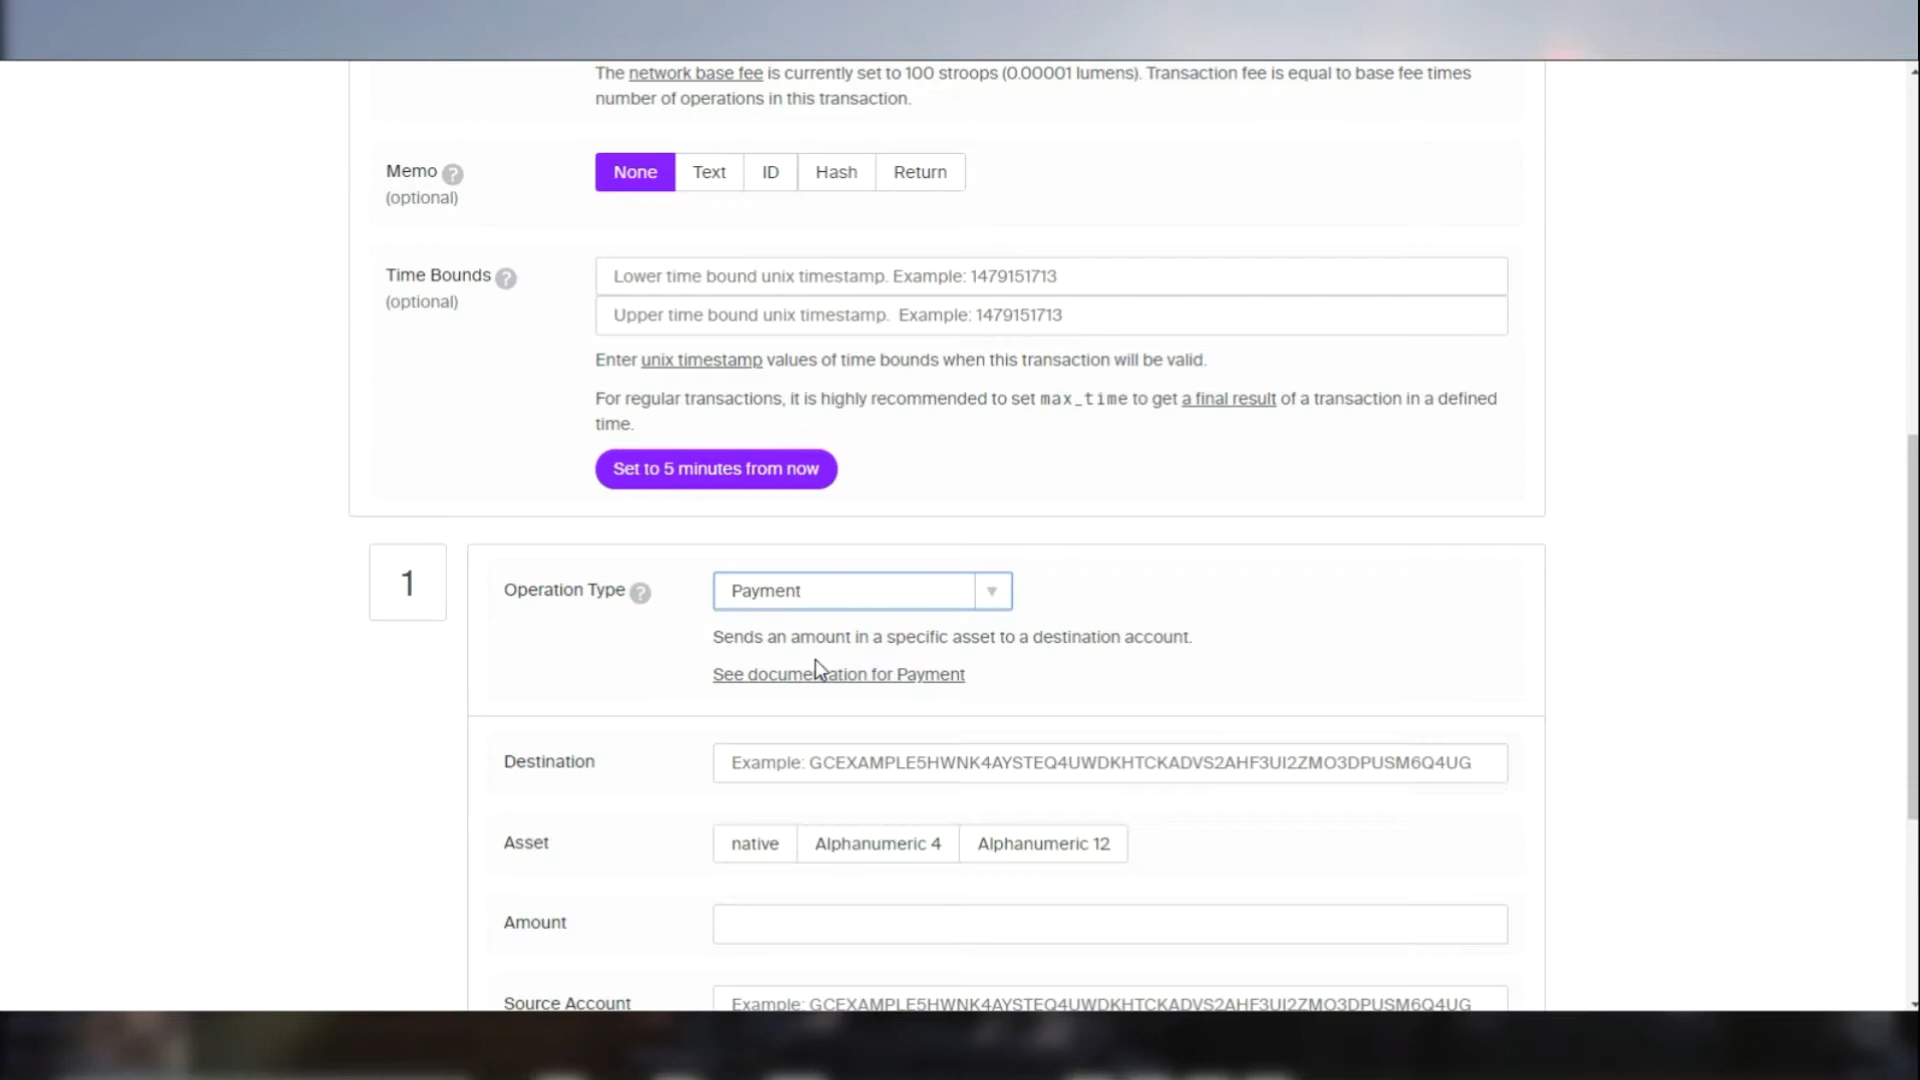 The network base fee is currently set to 100 stroops (0.00001 lumens). Transaction fee is equal to base fee times
number of operations in this transaction.
Memo ?
(optional)
None Text ID Hash Return
Time Bounds ?
(optional)
Lower time bound unix timestamp. Example: 1479151713
Upper time bound unix timestamp. Example: 1479151713
Enter unix timestamp values of time bounds when this transaction will be valid.
For regular transactions, it is highly recommended to set max_time to get a final result of a transaction in a defined
time.
Set to 5 minutes from now
1
Operation Type ?
Payment
Sends an amount in a specific asset to a destination account.
See documentation for Payment
Destination
Example: GCEXAMPLE5HWNK4AYSTEQ4UWDKHTCKADVS2AHF3UI2ZMO3DPUSM6Q4UG
Asset
native Alphanumeric 4 Alphanumeric 12
Amount
Source Account
Example: GCEXAMPLE5HWNK4AYSTEQ4UWDKHTCKADVS2AHF3UI2ZMO3DPUSM6Q4UG